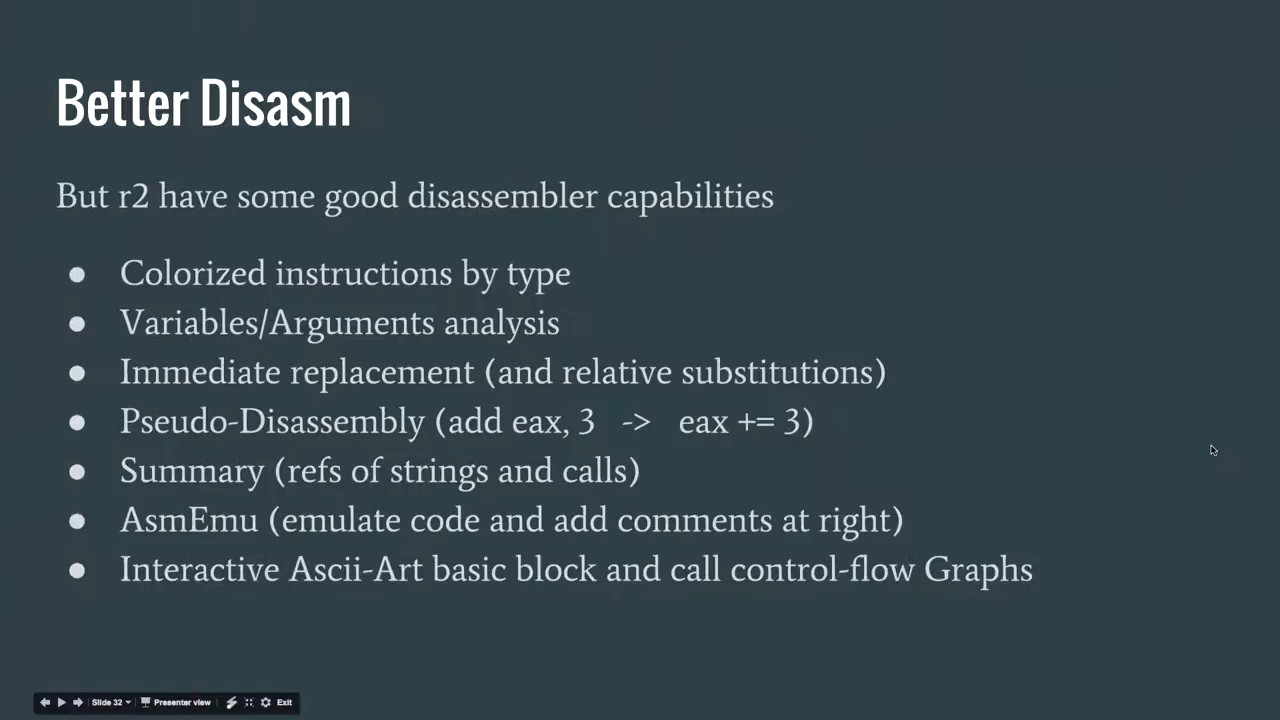 Better Disasm
But r2 have some good disassembler capabilities
● Colorized instructions by type
● Variables/Arguments analysis
● Immediate replacement (and relative substitutions)
● Pseudo-Disassembly (add eax, 3 -> eax += 3)
● Summary (refs of strings and calls)
● AsmEmu (emulate code and add comments at right)
● Interactive Ascii-Art basic block and call control-flow Graphs
Slide 32 Presenter view Exit